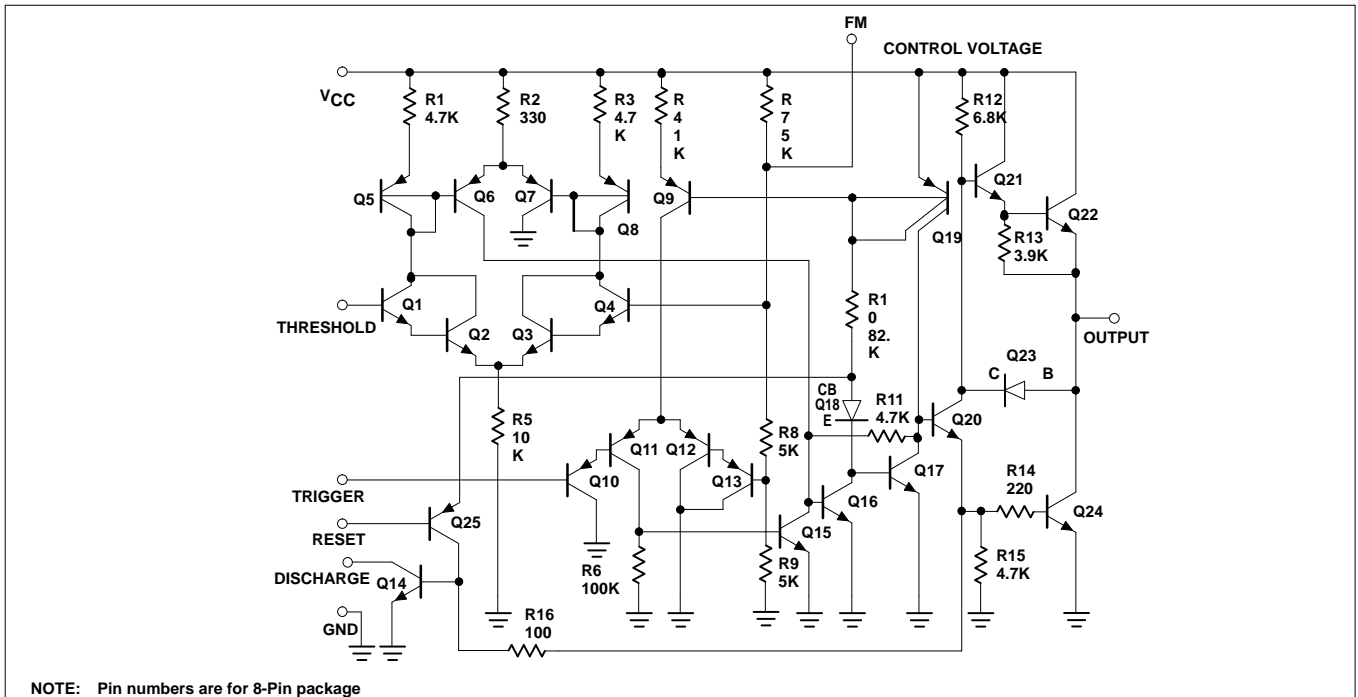 FM
CONTROL VOLTAGE
VCC
R1
4.7K
R2
330
R3
4.7
K
R
4
1
K
R
7
5
K
R12
6.8K
Q5
Q6
Q7
Q8
Q9
Q19
Q21
Q22
R13
3.9K
Q1
Q2
Q3
Q4
THRESHOLD
R1
0
82.
K
OUTPUT
Q23
C
B
CB
Q18
E
R11
4.7K
Q20
R5
10
K
Q11
Q12
R8
5K
Q10
Q13
Q17
TRIGGER
Q16
R14
220
Q24
Q25
Q15
RESET
R15
4.7K
DISCHARGE
Q14
R6
100K
R9
5K
GND
R16
100
NOTE: Pin numbers are for 8-Pin package